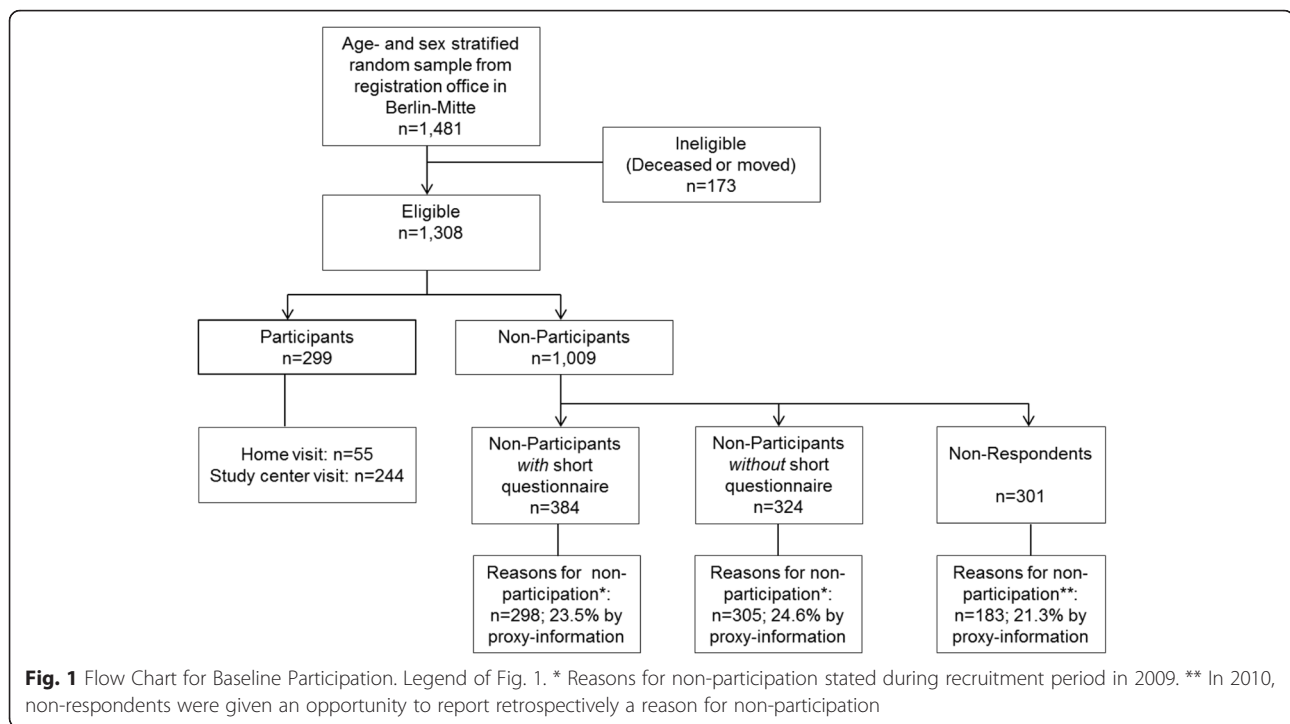 Age- and sex stratified
random sample from
registration office in
Berlin-Mitte
n=1,481
Ineligible
(Deceased or moved)
n=173
Eligible
n=1,308
Participants
n=299
Non-Participants
n=1,009
Home visit: n=55
Study center visit: n=244
Non-Participants
with short
questionnaire
n=384
Non-Participants
without short
questionnaire
n=324
Non-Respondents
n=301
Reasons for non-
participation*:
n=298; 23.5% by
proxy-information
Reasons for non-
participation*:
n=305; 24.6% by
proxy-information
Reasons for non-
participation**:
n=183; 21.3% by
proxy-information
Fig. 1 Flow Chart for Baseline Participation. Legend of Fig. 1. * Reasons for non-participation stated during recruitment period in 2009. ** In 2010,
non-respondents were given an opportunity to report retrospectively a reason for non-participation